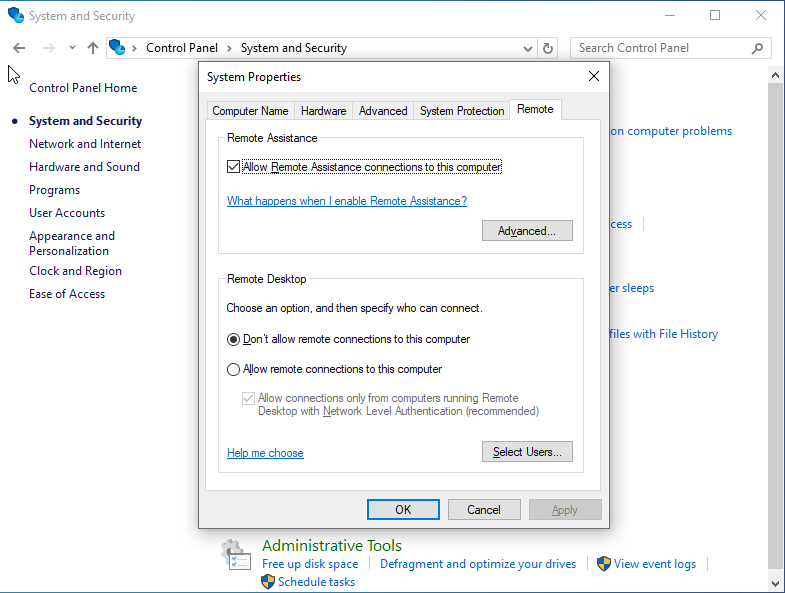 System and Security
Control Panel
System and Security
Search Control Panel
Control Panel Home
System and Security
Network and Internet
Hardware and Sound
Programs
User Accounts
Appearance and
Personalization
Clock and Region
Ease of Access
System Properties
Computer Name
Hardware
Advanced
System Protection
Remote
Remote Assistance
Allow Remote Assistance connections to this computer
What happens when I enable Remote Assistance?
Advanced...
Remote Desktop
Choose an option, and then specify who can connect.
Don't allow remote connections to this computer
Allow remote connections to this computer
Allow connections only from computers running Remote
Desktop with Network Level Authentication (recommended)
Help me choose
Select Users...
OK
Cancel
Apply
on computer problems
sleeps
files with File History
Administrative Tools
Free up disk space
Defragment and optimize your drives
View event logs
Schedule tasks